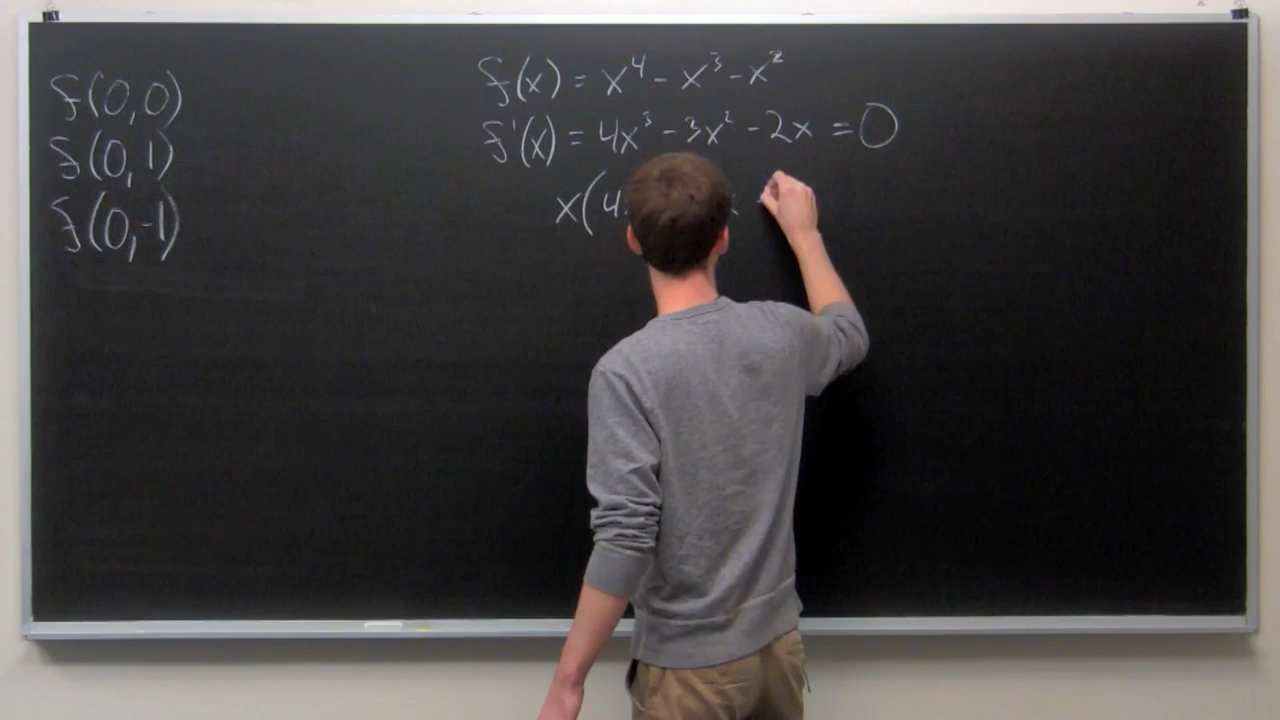 f(0,0)
f(0,1)
f(0,-1)
f(x) = x⁴ - x³ - x²
f'(x) = 4x³ - 3x² - 2x = 0
x(4